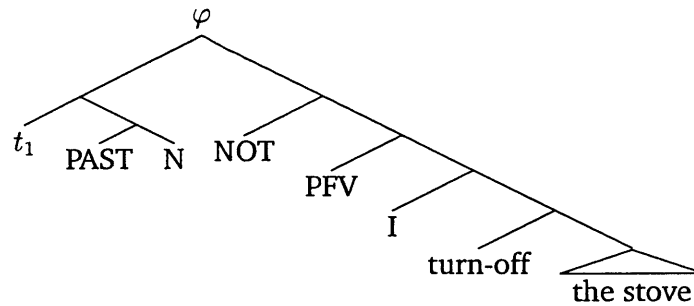 φ
t₁
PAST N NOT
PFV
I
turn-off
the stove